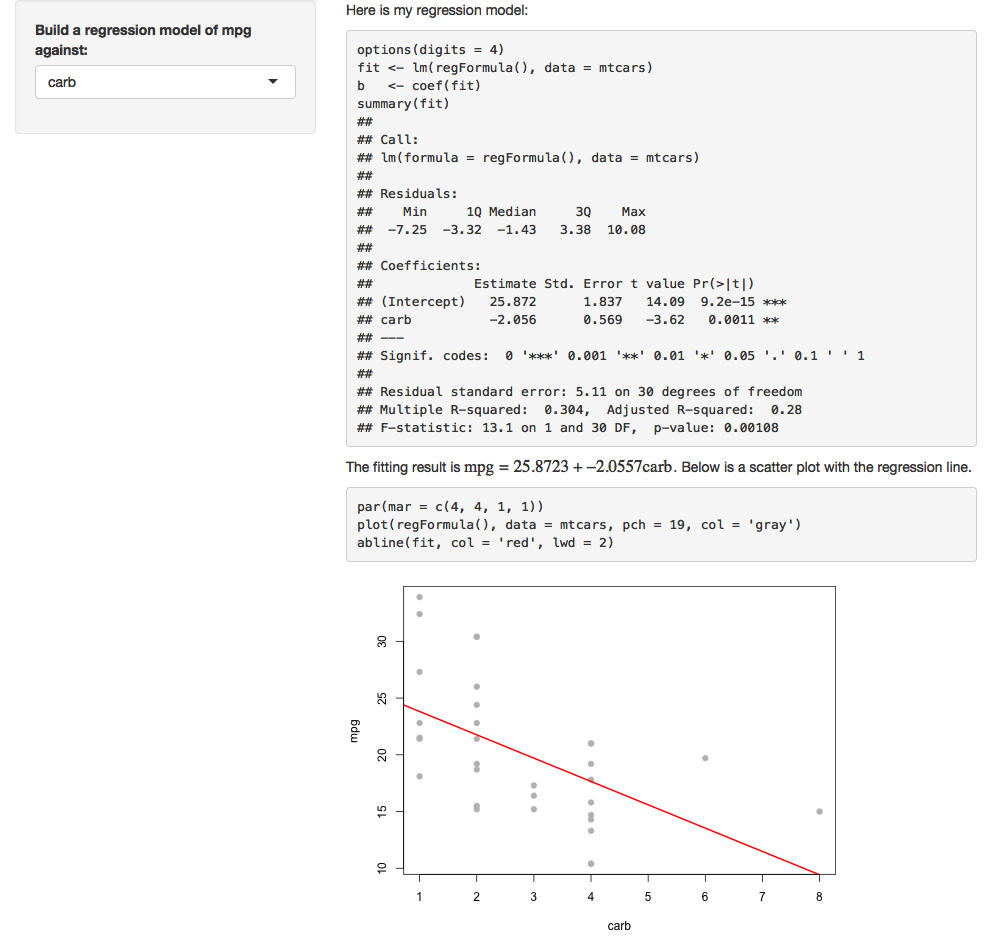 Build a regression model of mpg
against:
carb
Here is my regression model:
options(digits = 4)
fit <- lm(regFormula(), data = mtcars)
b   <- coef(fit)
summary(fit)
##
## Call:
## lm(formula = regFormula(), data = mtcars)
##
## Residuals:
##    Min     1Q Median     3Q    Max
##  -7.25  -3.32  -1.43   3.38  10.08
##
## Coefficients:
##             Estimate Std. Error t value Pr(>|t|)
## (Intercept)   25.872      1.837   14.09  9.2e-15 ***
## carb          -2.056      0.569   -3.62   0.0011 **
## ---
## Signif. codes:  0 '***' 0.001 '**' 0.01 '*' 0.05 '.' 0.1 ' ' 1
##
## Residual standard error: 5.11 on 30 degrees of freedom
## Multiple R-squared:  0.304,  Adjusted R-squared:  0.28
## F-statistic: 13.1 on 1 and 30 DF,  p-value: 0.00108
The fitting result is mpg = 25.8723 + −2.0557carb. Below is a scatter plot with the regression line.
par(mar = c(4, 4, 1, 1))
plot(regFormula(), data = mtcars, pch = 19, col = 'gray')
abline(fit, col = 'red', lwd = 2)
30
25
mpg
20
15
10
1 2 3 4 5 6 7 8
carb